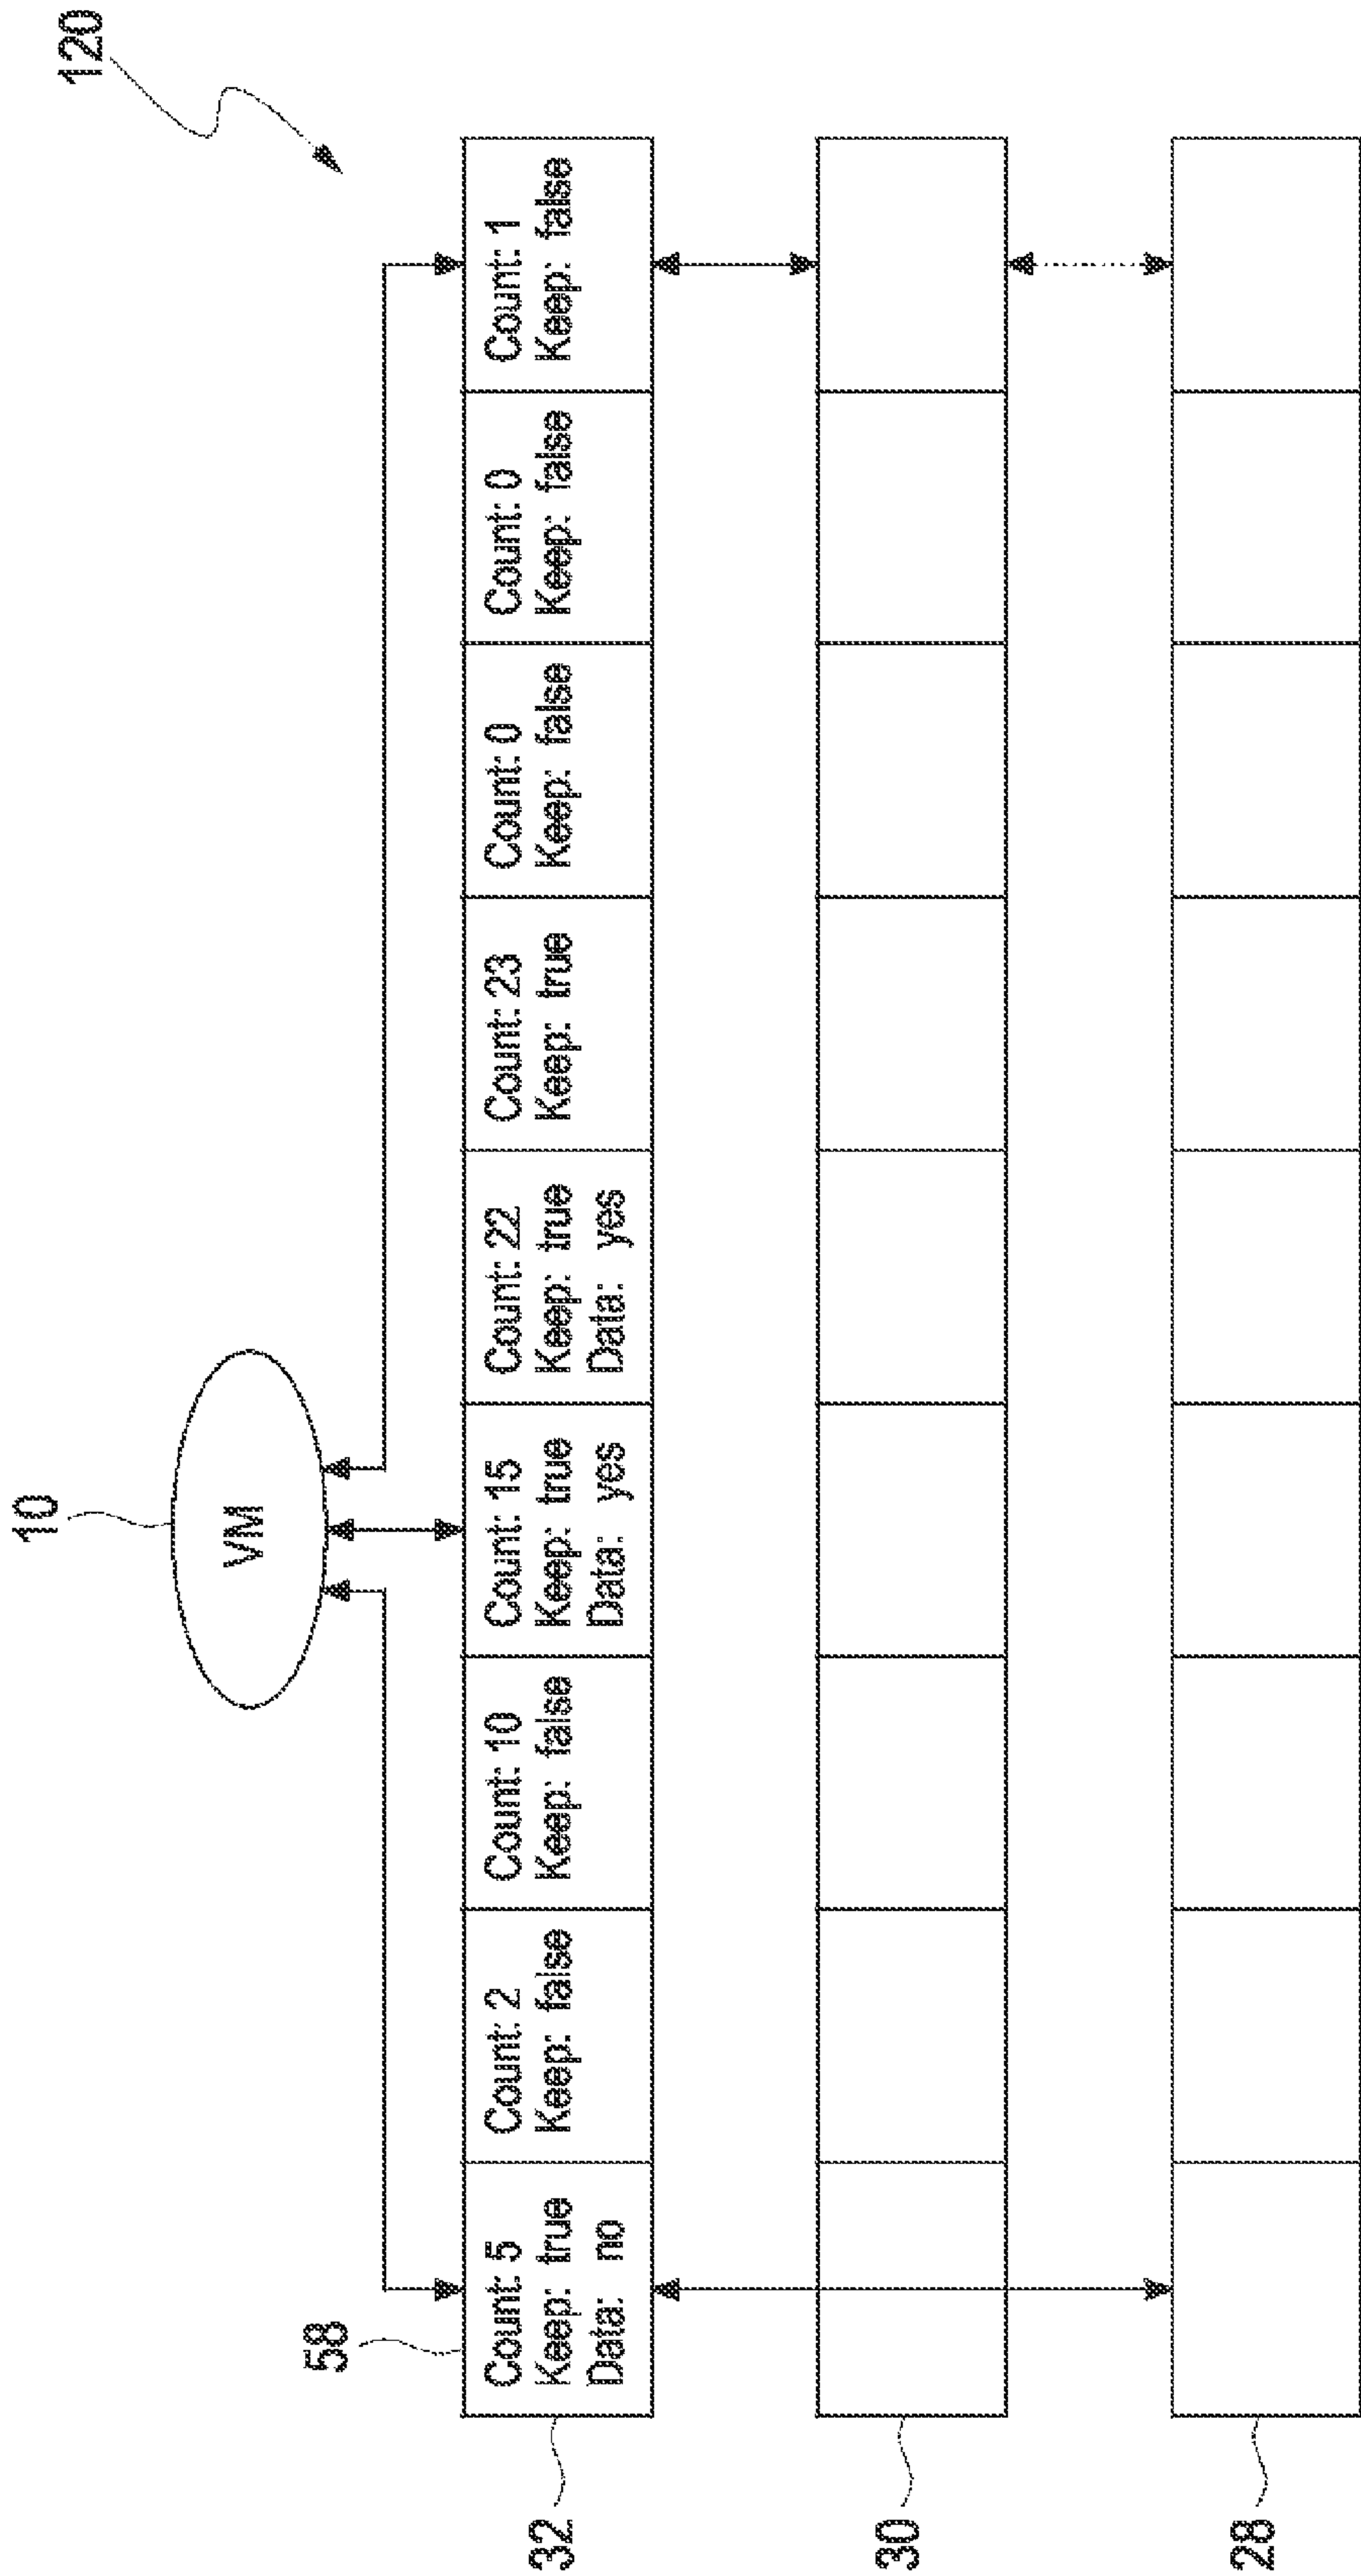 120
10
VM
58
Count: 5
Keep: true
Data: no
Count: 2
Keep: false
Count: 10
Keep: false
Count: 15
Keep: true
Data: yes
Count: 22
Keep: true
Data: yes
Count: 23
Keep: true
Count: 0
Keep: false
Count: 0
Keep: false
Count: 1
Keep: false
32
30
28